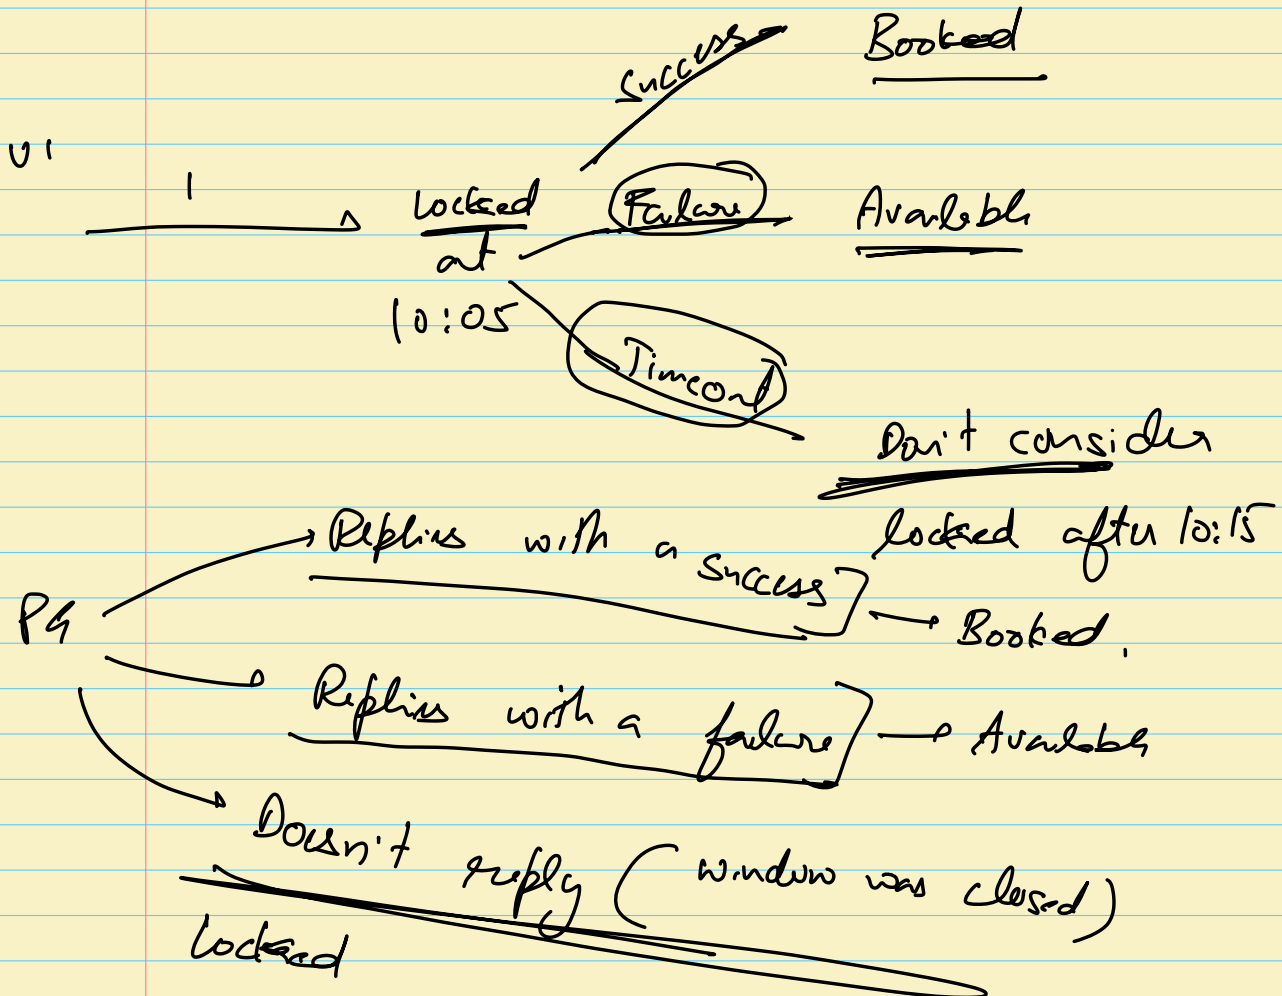 Success Booked
U1
1 Locked Failure Available
at
10:05
Timeout
Don't consider
locked after 10:15
Replies with a success
PG → Booked.
Replies with a failure → Available
Doesn't reply (window was closed)
Locked